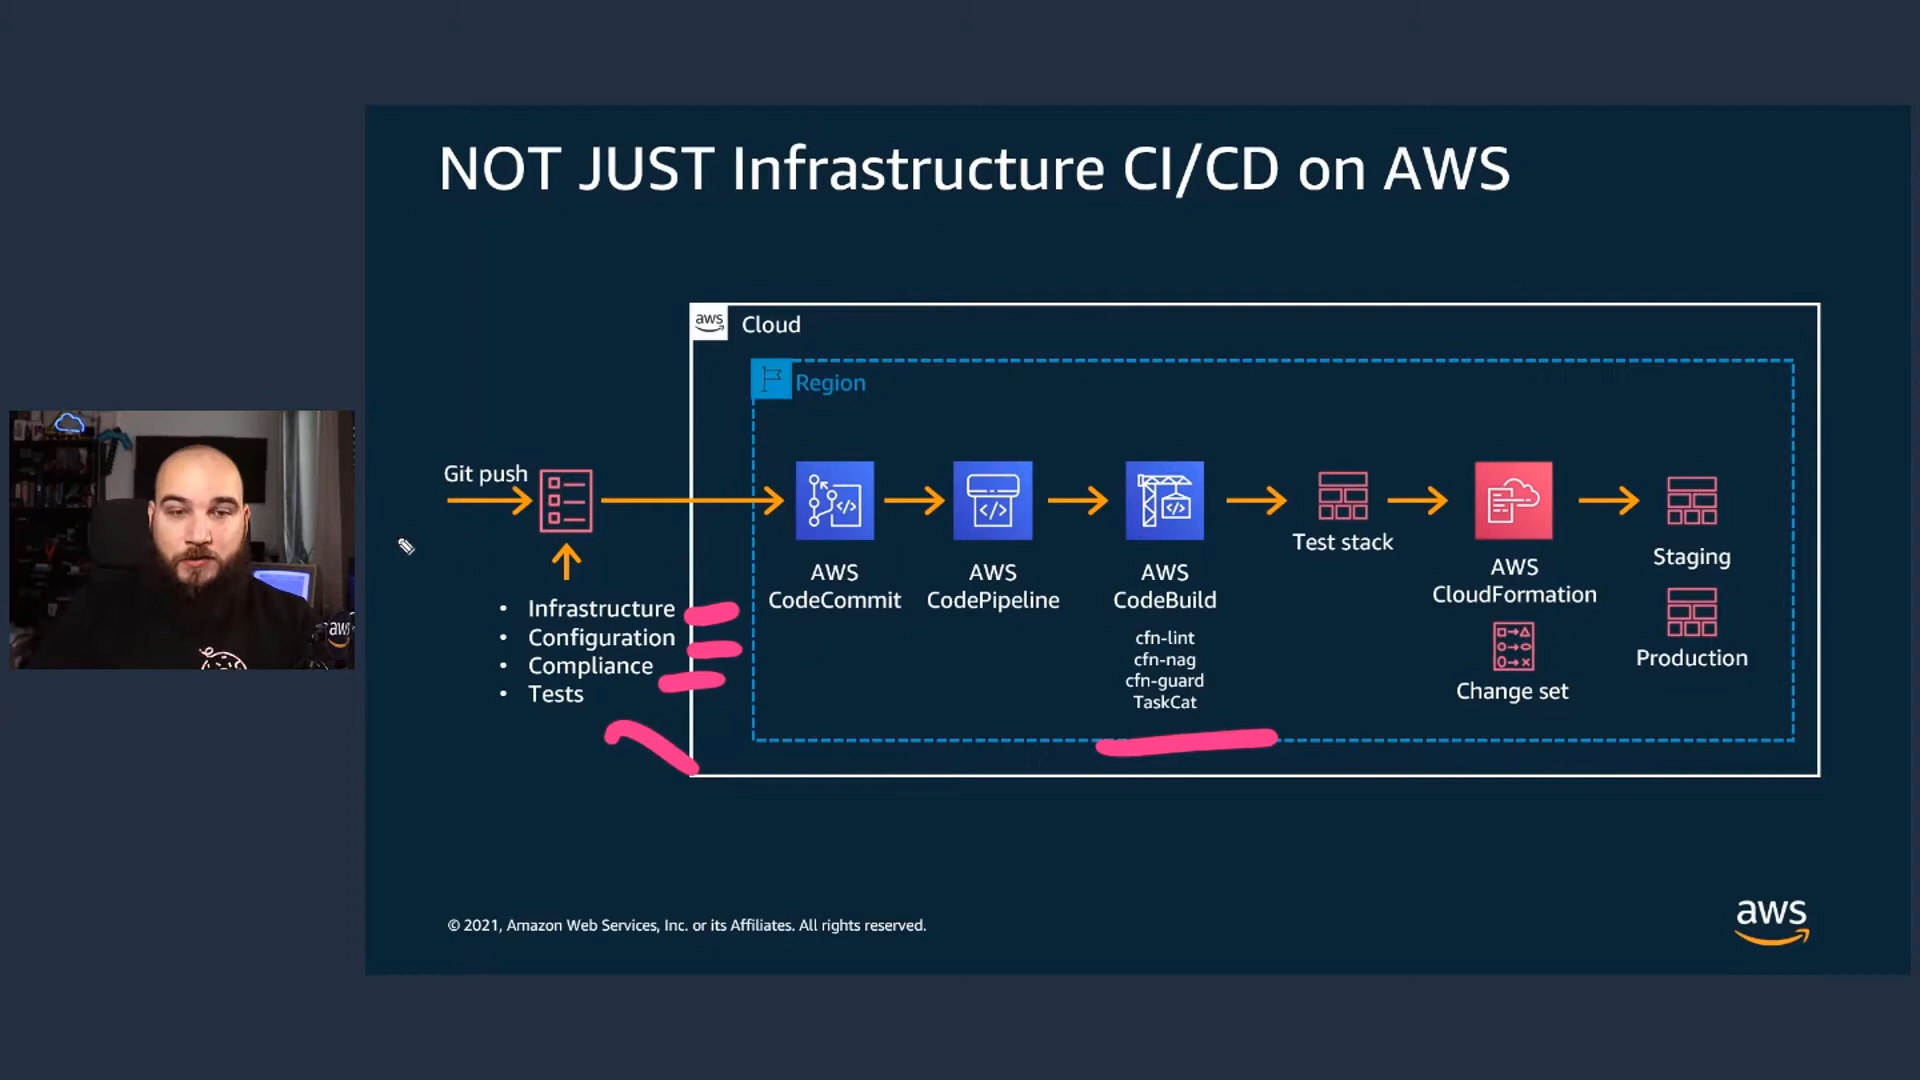 NOT JUST Infrastructure CI/CD on AWS
aws
Cloud
Region
Git push
Infrastructure
Configuration
Compliance
Tests
AWS
CodeCommit
AWS
CodePipeline
AWS
CodeBuild
cfn-lint
cfn-nag
cfn-guard
TaskCat
Test stack
AWS
CloudFormation
Change set
Staging
Production
aws
© 2021, Amazon Web Services, Inc. or its Affiliates. All rights reserved.
aws